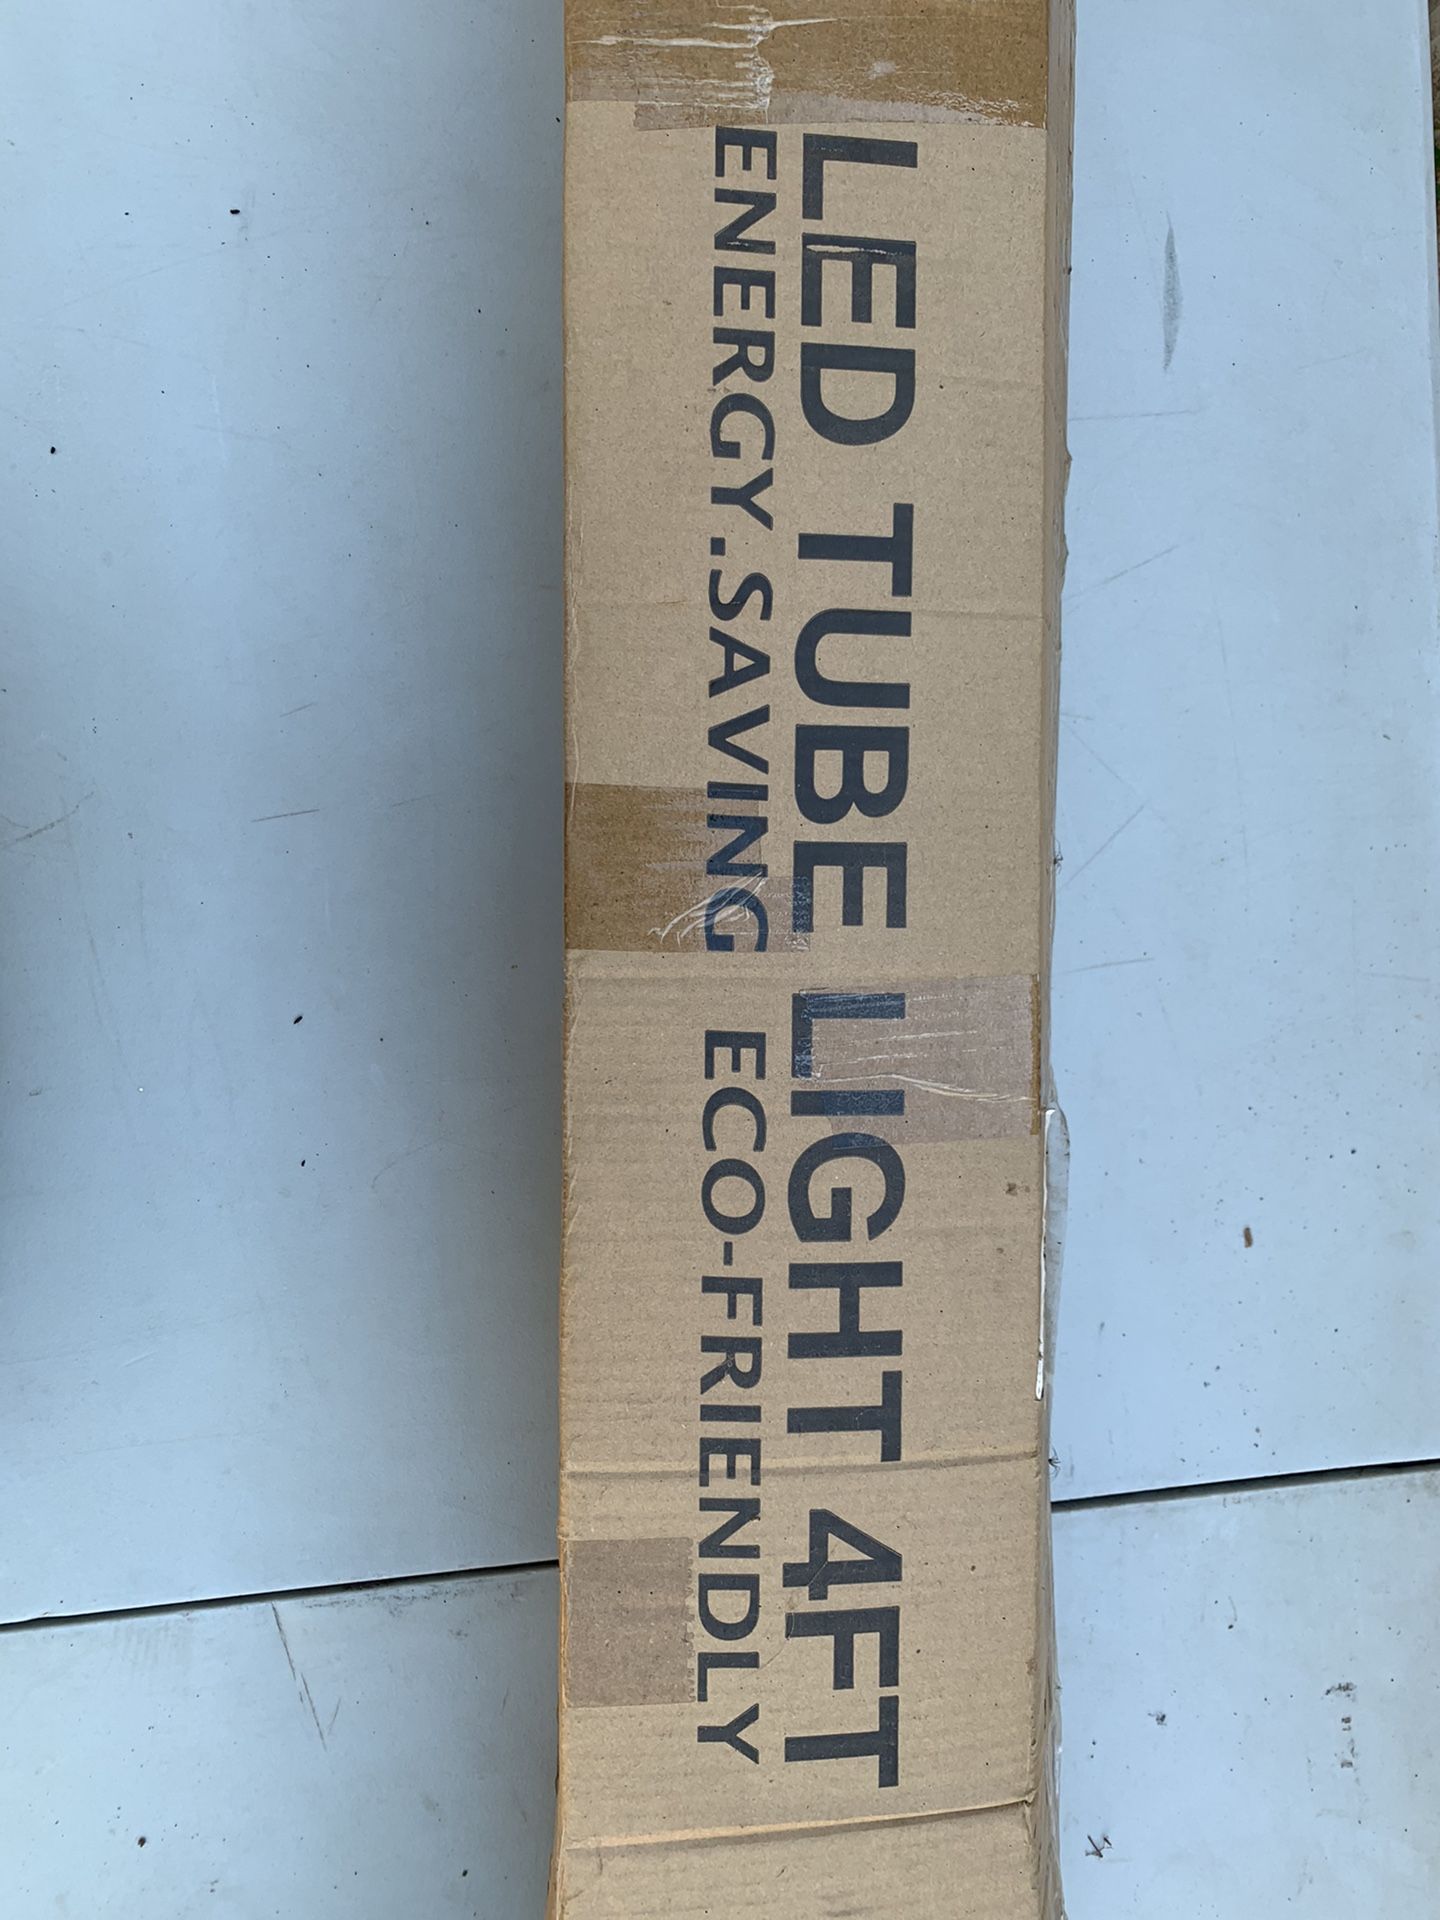 LED TUBE LIGHT 4FT
ENERGY.SAVING ECO-FRIENDLY